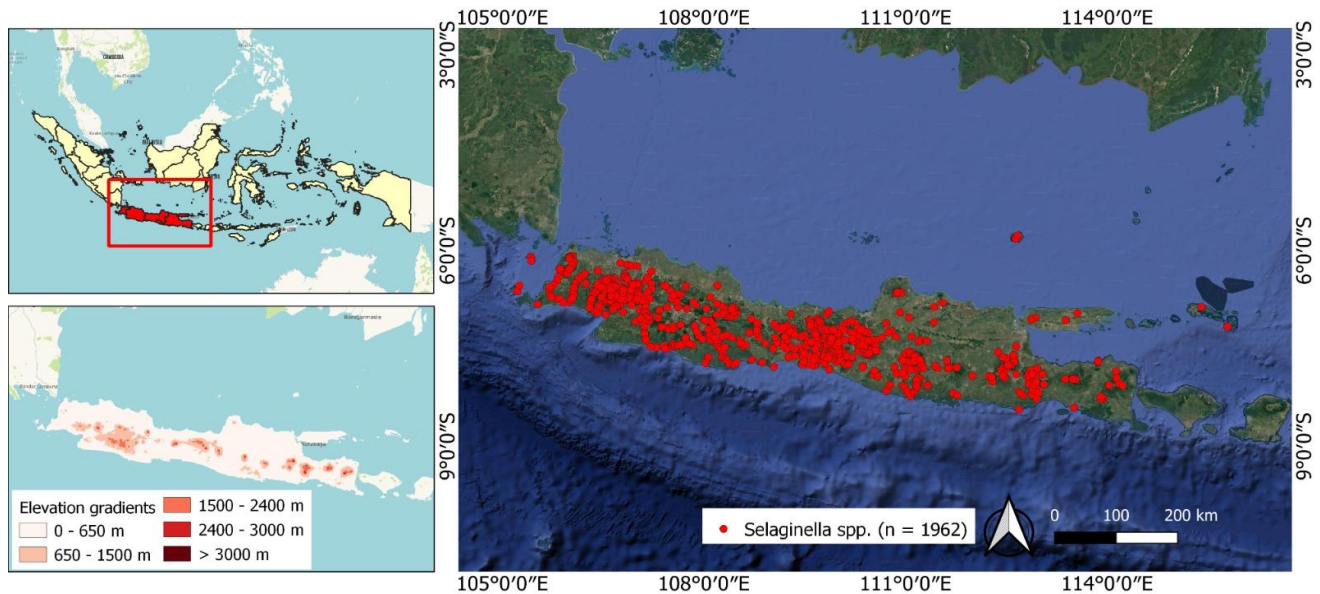 105°0′0″E
108°0′0″E
111°0′0″E
114°0′0″E
3°0′0″S
6°0′0″S
9°0′0″S
CAMBODIA
Elevation gradients
0 - 650 m
650 - 1500 m
1500 - 2400 m
2400 - 3000 m
> 3000 m
3°0′0″S
6°0′0″S
9°0′0″S
Selaginella spp. (n = 1962)
0 100 200 km
105°0′0″E
108°0′0″E
111°0′0″E
114°0′0″E